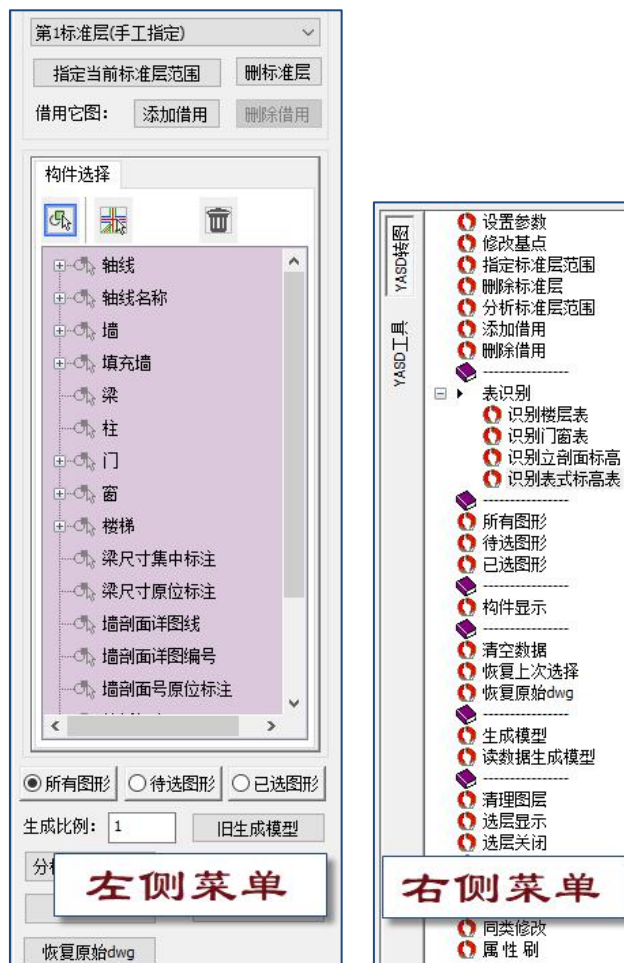 第1标准层(手工指定)
指定当前标准层范围 删标准层
借用它图： 添加借用 删除借用
构件选择
轴线
轴线名称
墙
填充墙
梁
柱
门
窗
楼梯
梁尺寸集中标注
梁尺寸原位标注
墙剖面详图线
墙剖面详图编号
墙剖面号原位标注
所有图形 待选图形 已选图形
生成比例： 1 旧生成模型
左侧菜单
恢复原始dwg
YASD转图
YASD工具
设置参数
修改基点
指定标准层范围
删除标准层
分析标准层范围
添加借用
删除借用
----------------
表识别
识别楼层表
识别门窗表
识别立剖面标高
识别表式标高表
----------------
所有图形
待选图形
已选图形
----------------
构件显示
----------------
清空数据
恢复上次选择
恢复原始dwg
----------------
生成模型
读数据生成模型
----------------
清理图层
选层显示
选层关闭
右侧菜单
同类修改
属性刷